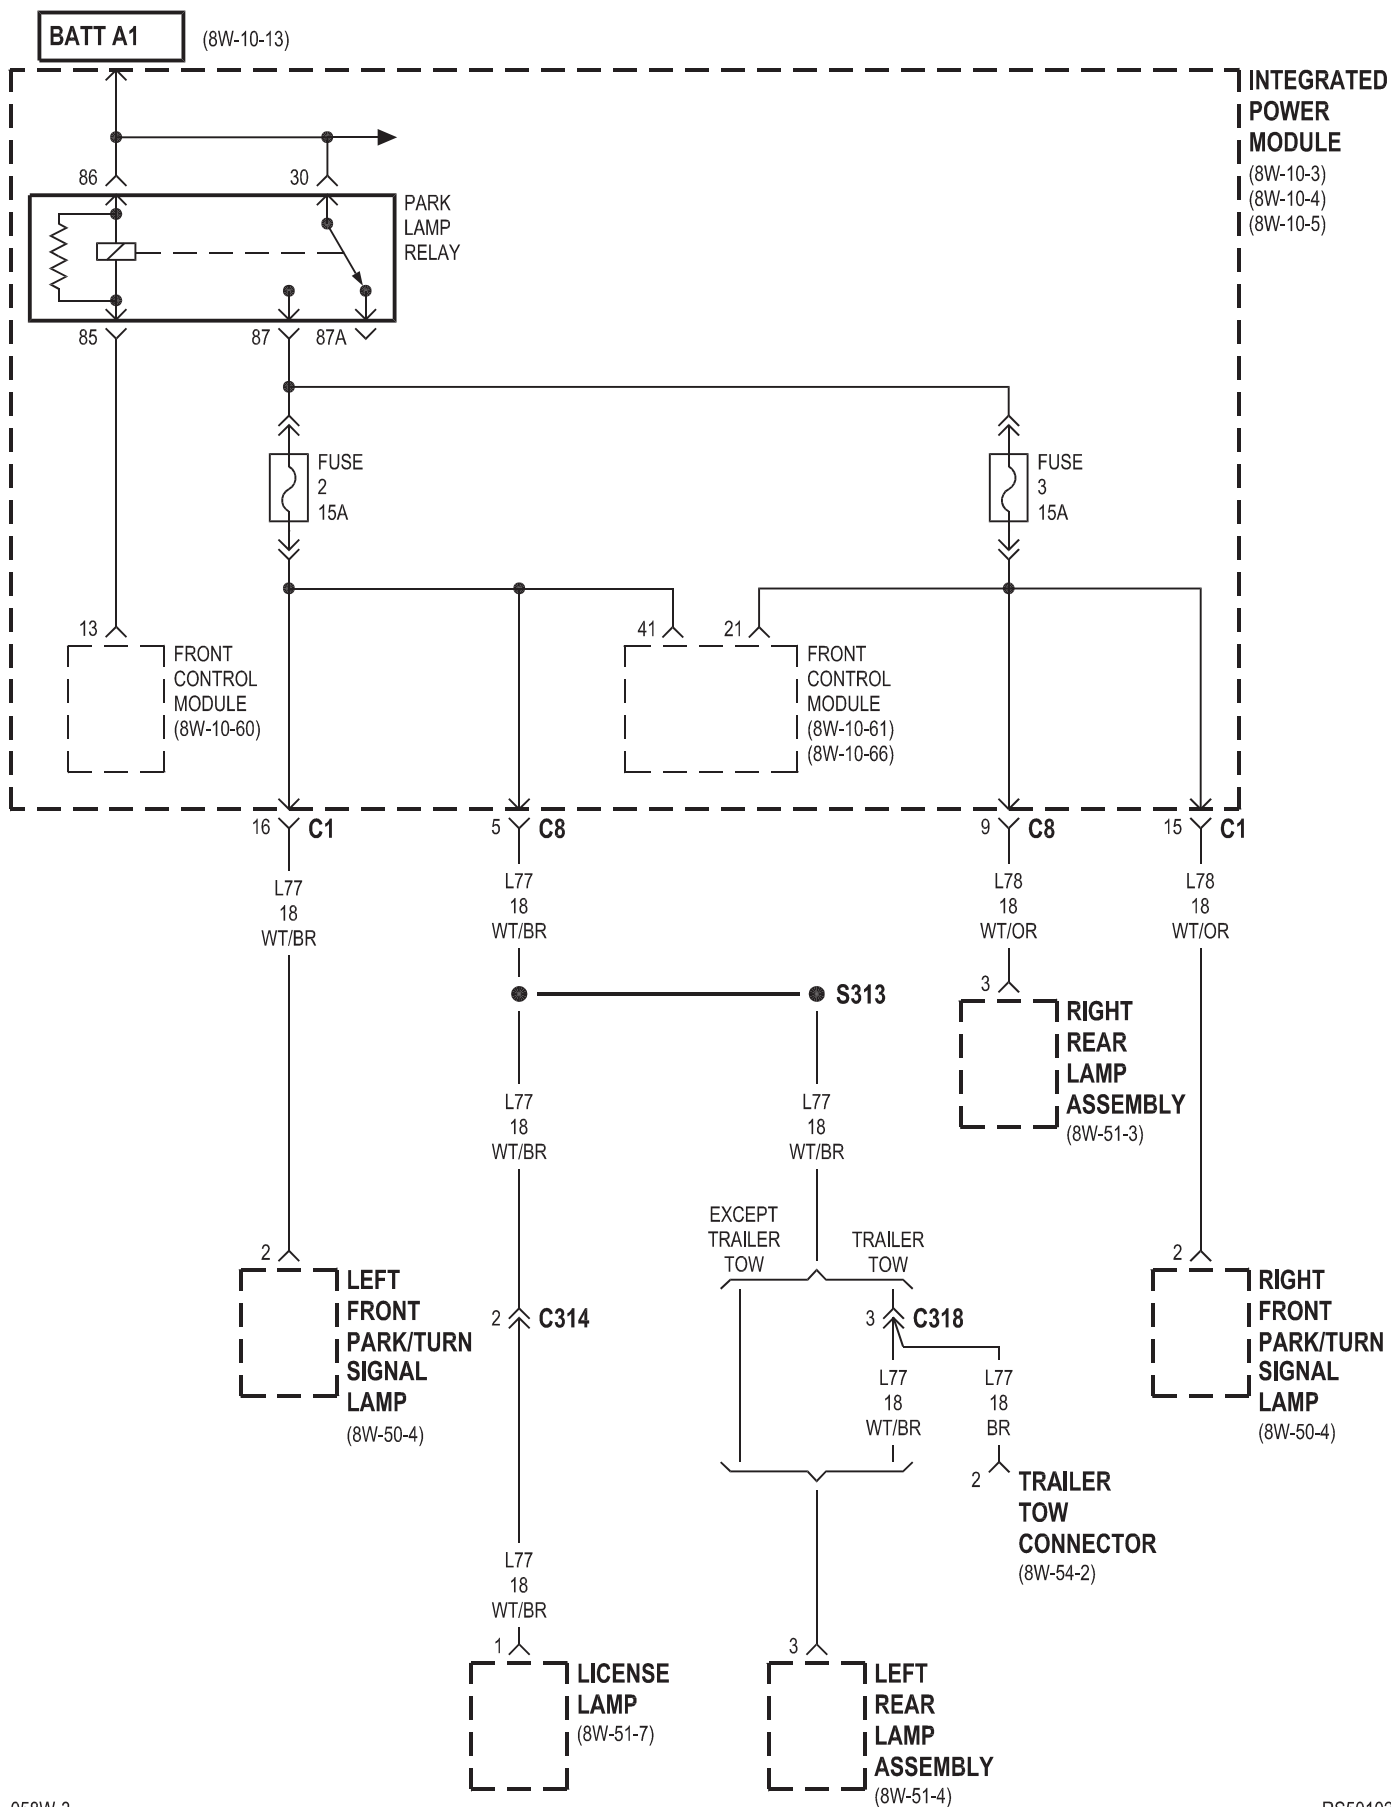 BATT A1
(8W-10-13)
INTEGRATED
POWER
MODULE
(8W-10-3)
(8W-10-4)
(8W-10-5)
86
30
PARK
LAMP
RELAY
85
87
87A
FUSE
2
15A
FUSE
3
15A
13
FRONT
CONTROL
MODULE
(8W-10-60)
41
21
FRONT
CONTROL
MODULE
(8W-10-61)
(8W-10-66)
16
C1
5
C8
9
C8
15
C1
L77
18
WT/BR
L77
18
WT/BR
L78
18
WT/OR
L78
18
WT/OR
S313
3
RIGHT
REAR
LAMP
ASSEMBLY
(8W-51-3)
L77
18
WT/BR
L77
18
WT/BR
EXCEPT
TRAILER
TOW
TRAILER
TOW
2
LEFT
FRONT
PARK/TURN
SIGNAL
LAMP
(8W-50-4)
2
C314
3
C318
2
RIGHT
FRONT
PARK/TURN
SIGNAL
LAMP
(8W-50-4)
L77
18
WT/BR
L77
18
BR
2
TRAILER
TOW
CONNECTOR
(8W-54-2)
L77
18
WT/BR
1
LICENSE
LAMP
(8W-51-7)
3
LEFT
REAR
LAMP
ASSEMBLY
(8W-51-4)